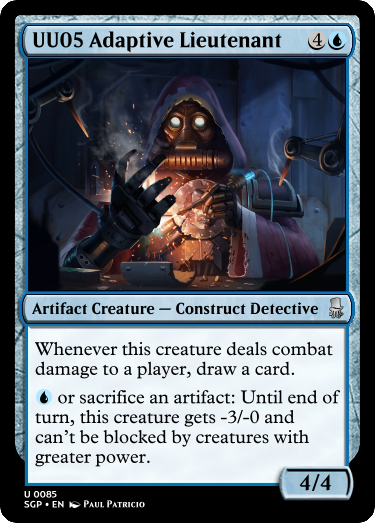 UU05 Adaptive Lieutenant 4
Artifact Creature — Construct Detective
Whenever this creature deals combat
damage to a player, draw a card.
or sacrifice an artifact: Until end of
turn, this creature gets -3/-0 and
can't be blocked by creatures with
greater power.
4/4
U 0085
SGP • EN Paul Patricio